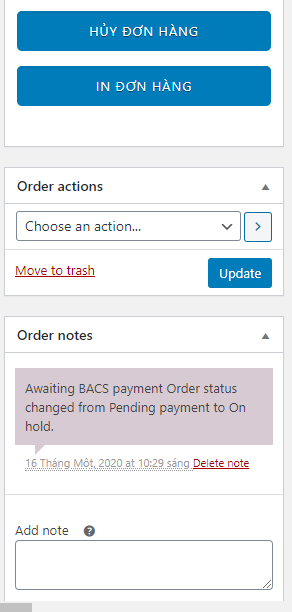 HỦY ĐƠN HÀNG
IN ĐƠN HÀNG
Order actions
Choose an action...
Move to trash
Update
Order notes
Awaiting BACS payment Order status
changed from Pending payment to On
hold.
16 Tháng Một, 2020 at 10:29 sáng Delete note
Add note ?